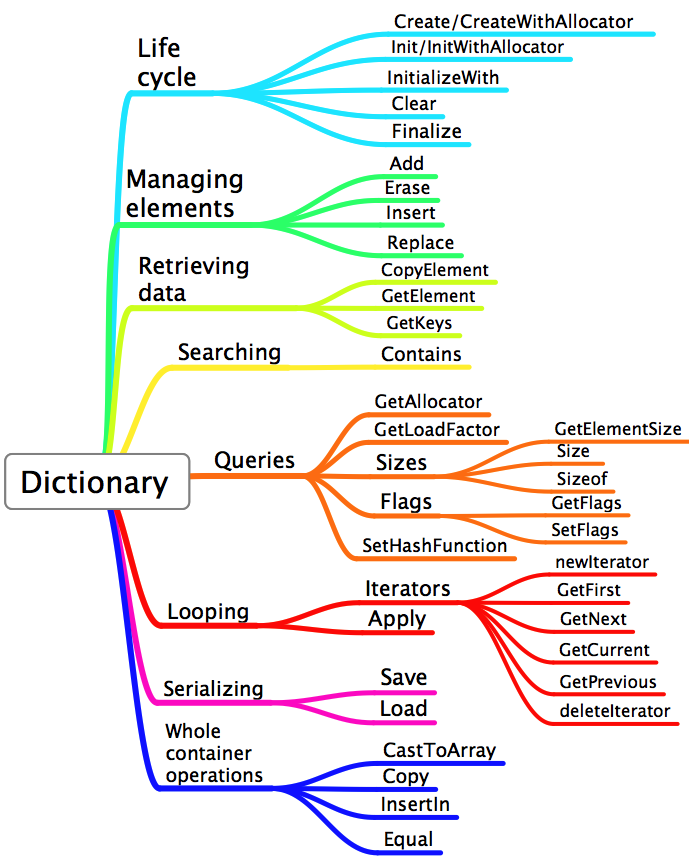 Dictionary
Life
cycle
Create/CreateWithAllocator
Init/InitWithAllocator
InitializeWith
Clear
Finalize
Managing
elements
Add
Erase
Insert
Replace
Retrieving
data
CopyElement
GetElement
GetKeys
Searching
Contains
Queries
GetAllocator
GetLoadFactor
Sizes
GetElementSize
Size
Sizeof
Flags
GetFlags
SetFlags
SetHashFunction
Looping
Iterators
newIterator
GetFirst
GetNext
GetCurrent
GetPrevious
deleteIterator
Apply
Serializing
Save
Load
Whole
container
operations
CastToArray
Copy
InsertIn
Equal